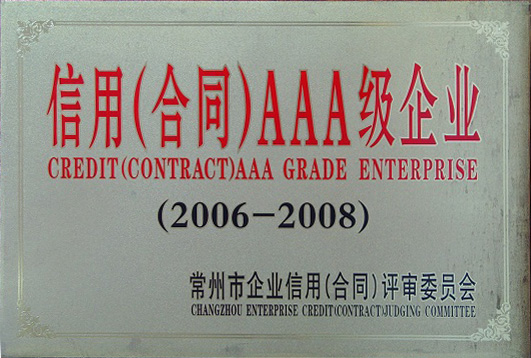 信用(合同)AAA级企业
CREDIT(CONTRACT)AAA GRADE ENTERPRISE
(2006-2008)
常州市企业信用(合同)评审委员会
CHANGZHOU ENTERPRISE CREDIT(CONTRACT)JUDGING COMMITTEE